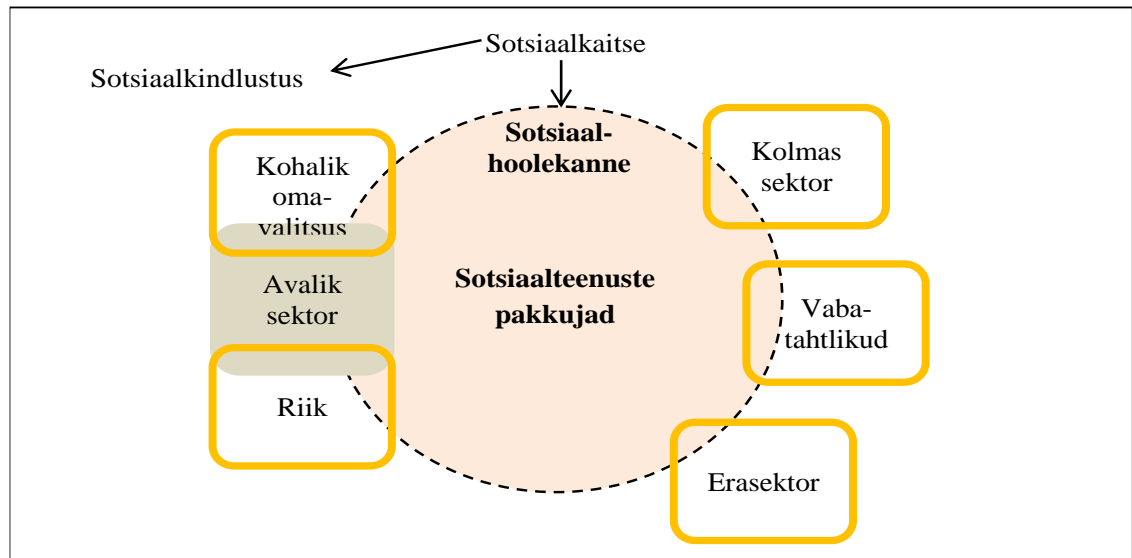 Sotsiaalkaitse
Sotsiaalkindlustus
Sotsiaal-
hoolekanne
Kohalik
oma-
valitsus
Kolmas
sektor
Avalik
sektor
Sotsiaalteenuste
pakkujad
Vaba-
tahtlikud
Riik
Erasektor